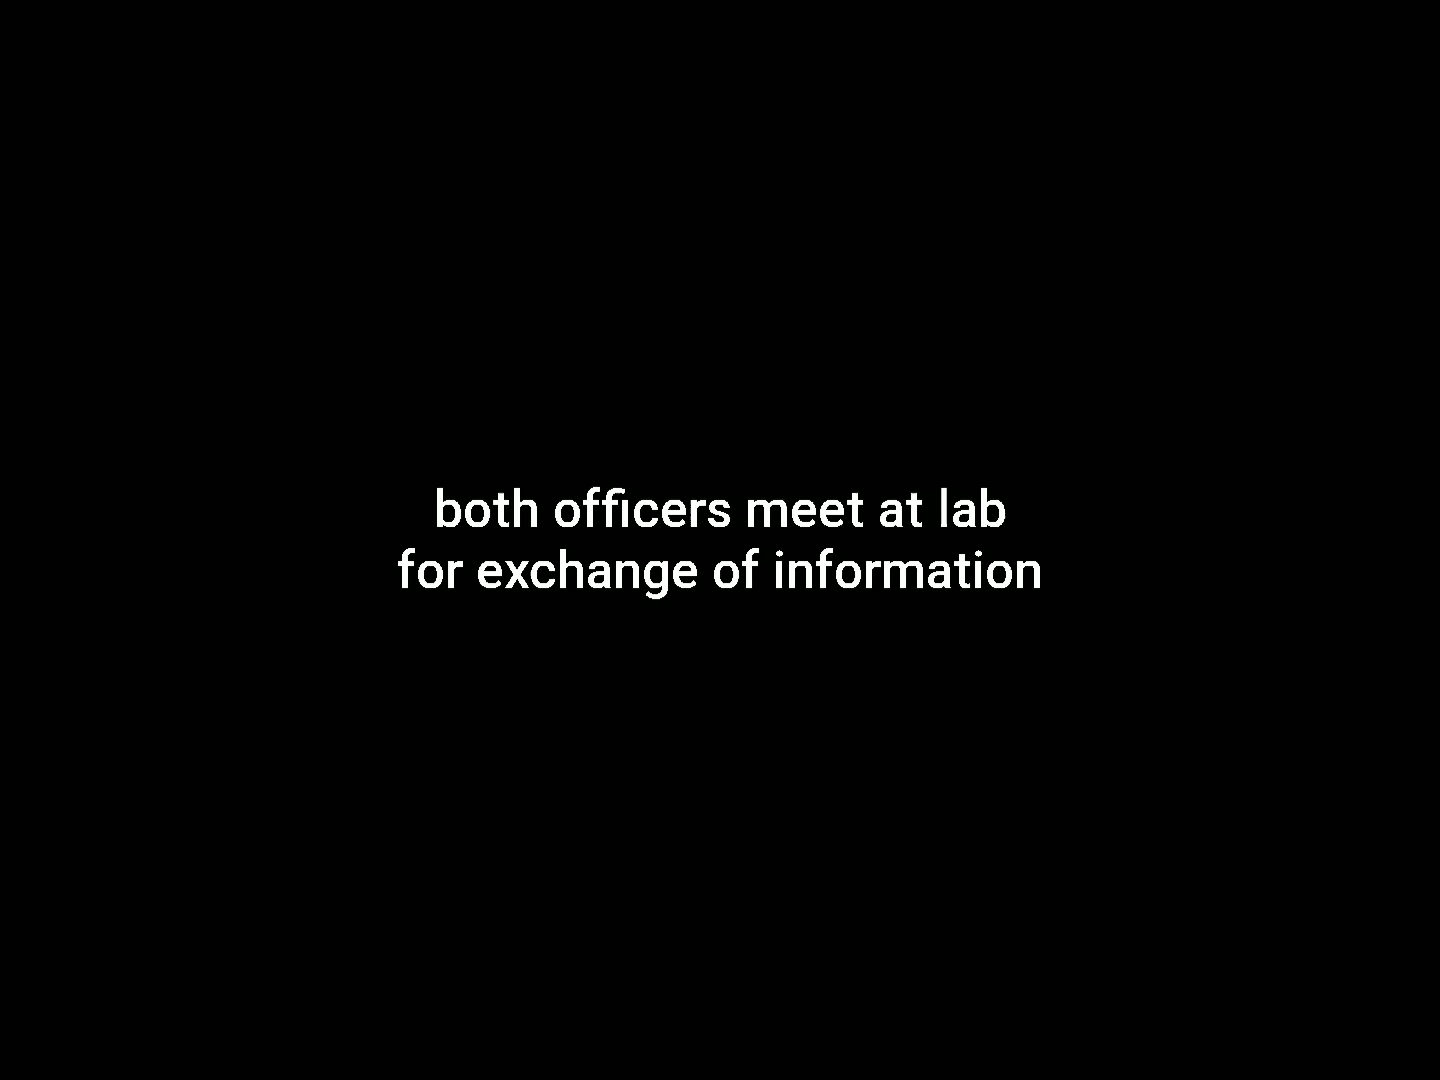 both officers meet at lab
for exchange of information